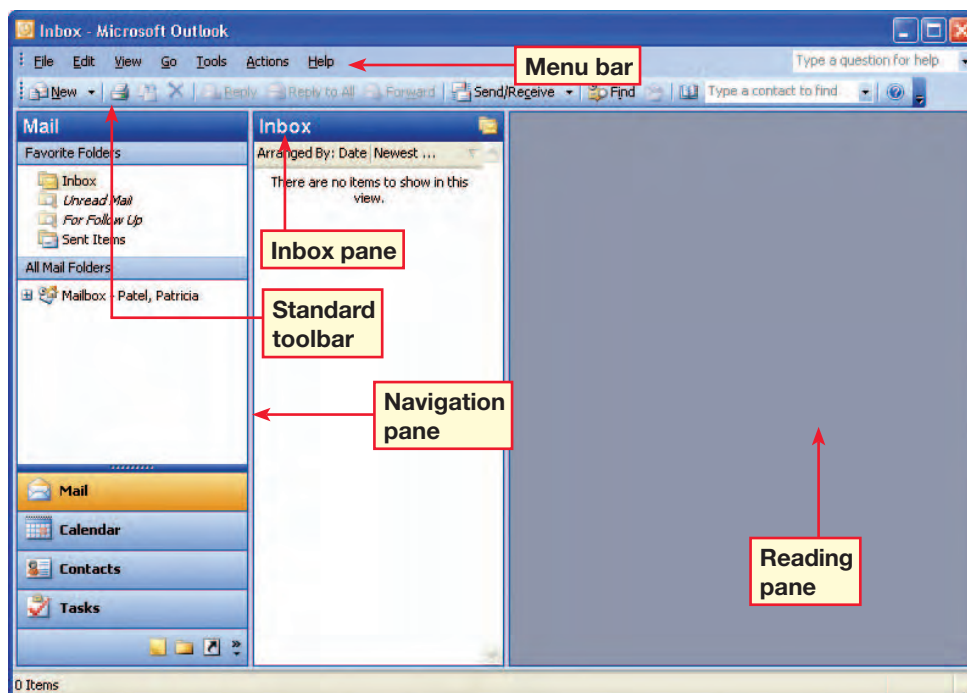 Inbox - Microsoft Outlook
File Edit View Go Tools Actions Help
Type a question for help
Menu bar
New Reply Reply to All Forward Send/Receive Find Type a contact to find
Mail
Favorite Folders
Inbox
Unread Mail
For Follow Up
Sent Items
All Mail Folders
Mailbox - Patel, Patricia
Inbox
Arranged By: Date Newest ...
There are no items to show in this
view.
Inbox pane
Standard
toolbar
Navigation
pane
Reading
pane
Mail
Calendar
Contacts
Tasks
0 Items